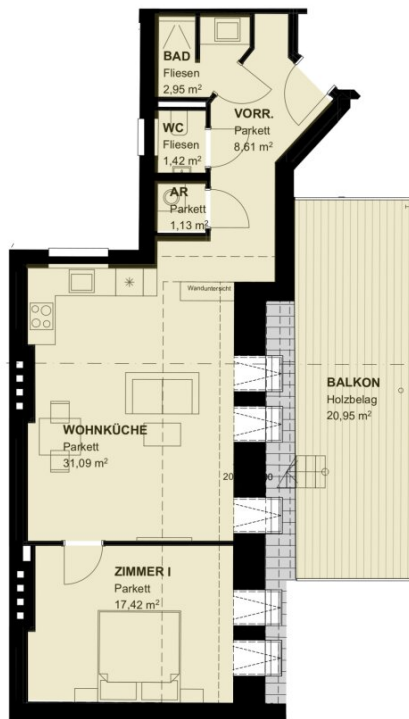 BAD
Fliesen
2,95 m²
VORR.
Parkett
8,61 m²
WC
Fliesen
1,42 m²
AR
Parkett
1,13 m²
Wanduntersicht
BALKON
Holzbelag
20,95 m²
WOHNKÜCHE
Parkett
31,09 m²
ZIMMER I
Parkett
17,42 m²